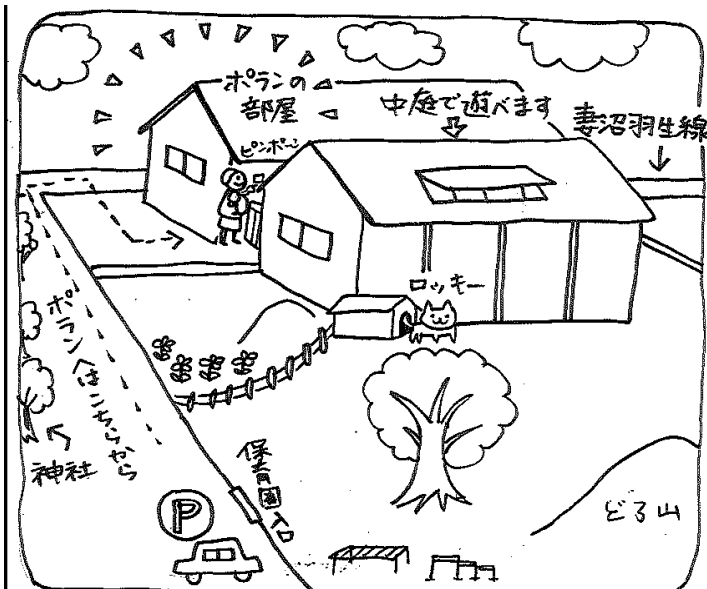 ポランの
部屋
ピンポーン
中庭で遊べます
妻沼羽生線
ロッキー
ポランへはこちらから
神社
保育園入口
P
どろ山